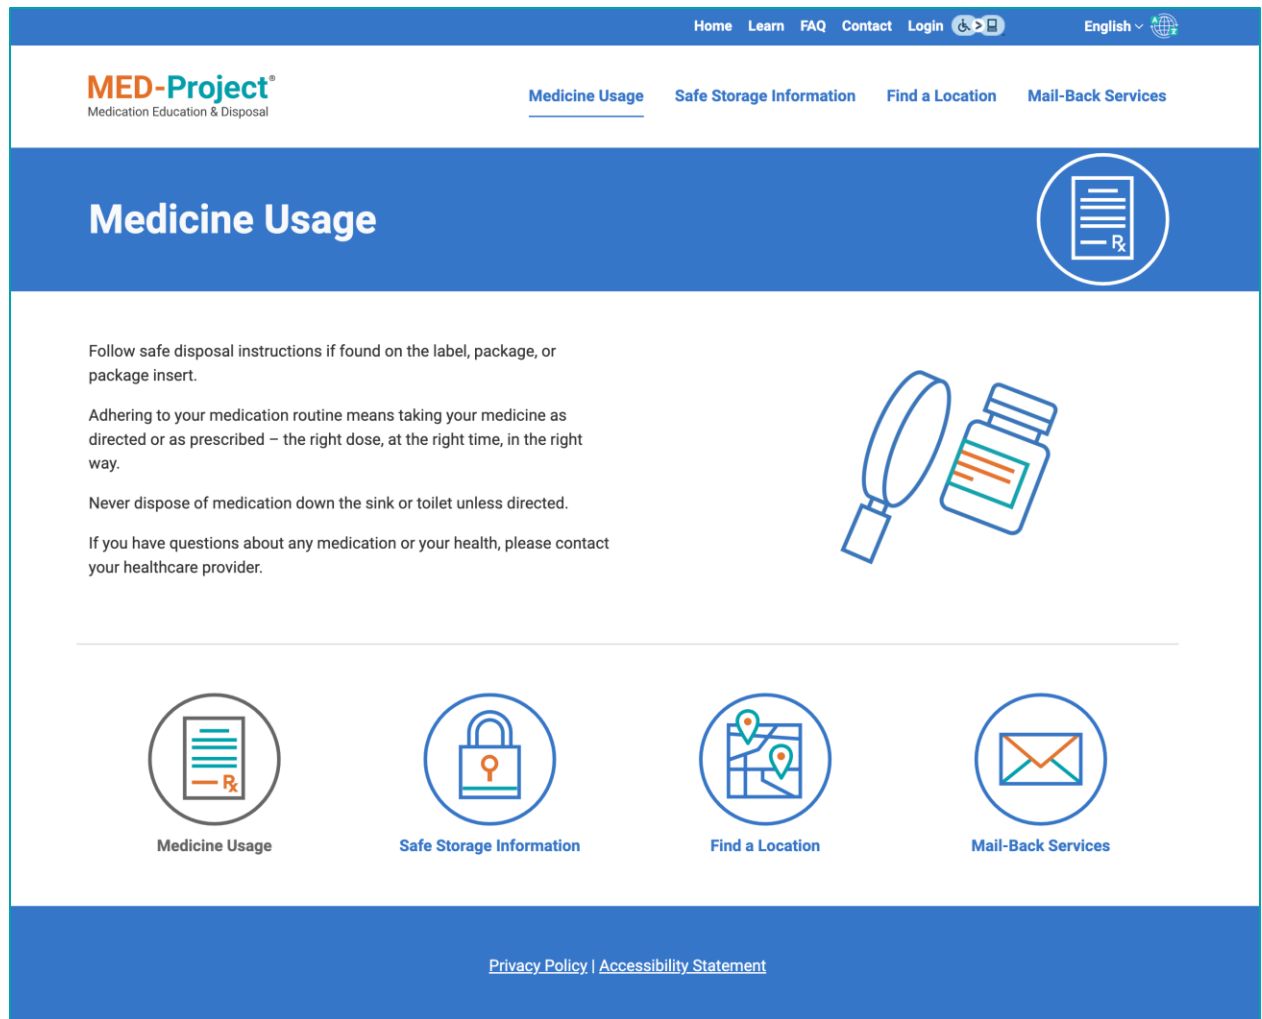 Home Learn FAQ Contact Login English
MED-Project®
Medication Education & Disposal
Medicine Usage Safe Storage Information Find a Location Mail-Back Services
Medicine Usage
Rx
Follow safe disposal instructions if found on the label, package, or
package insert.
Adhering to your medication routine means taking your medicine as
directed or as prescribed – the right dose, at the right time, in the right
way.
Never dispose of medication down the sink or toilet unless directed.
If you have questions about any medication or your health, please contact
your healthcare provider.
Rx
Medicine Usage Safe Storage Information Find a Location Mail-Back Services
Privacy Policy | Accessibility Statement